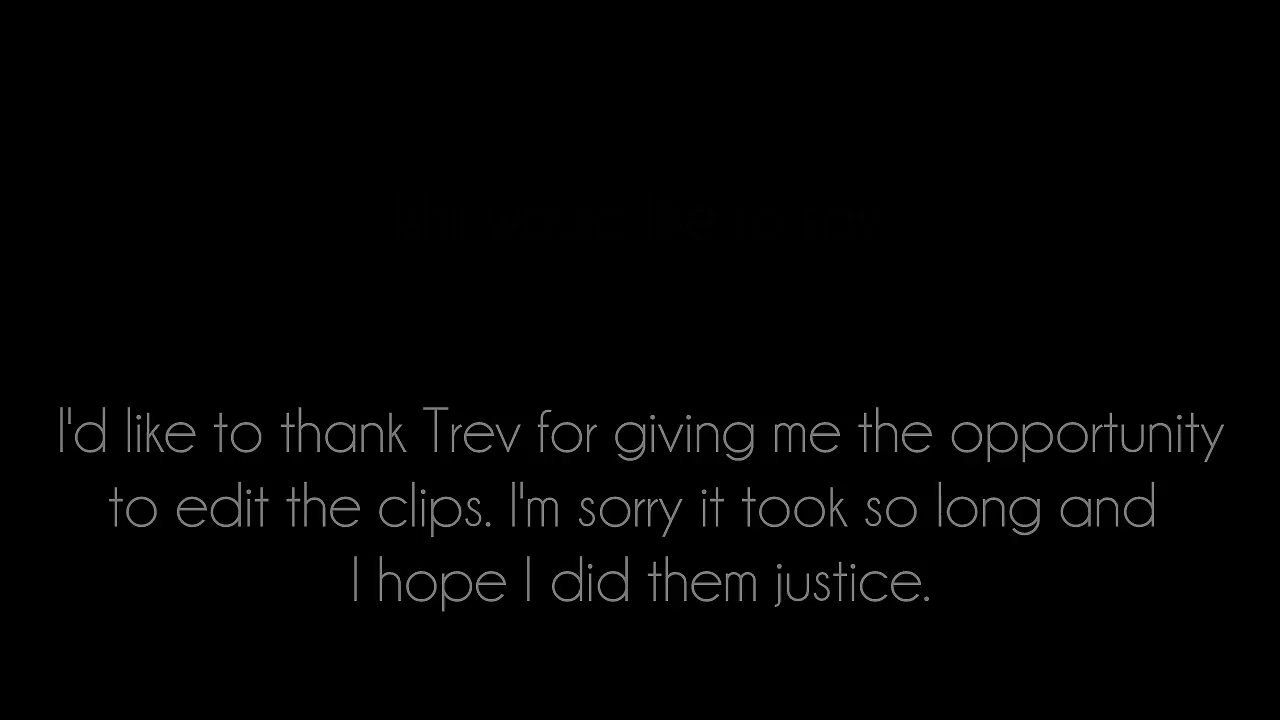 I'd like to thank Trev for giving me the opportunity
to edit the clips. I'm sorry it took so long and
I hope I did them justice.